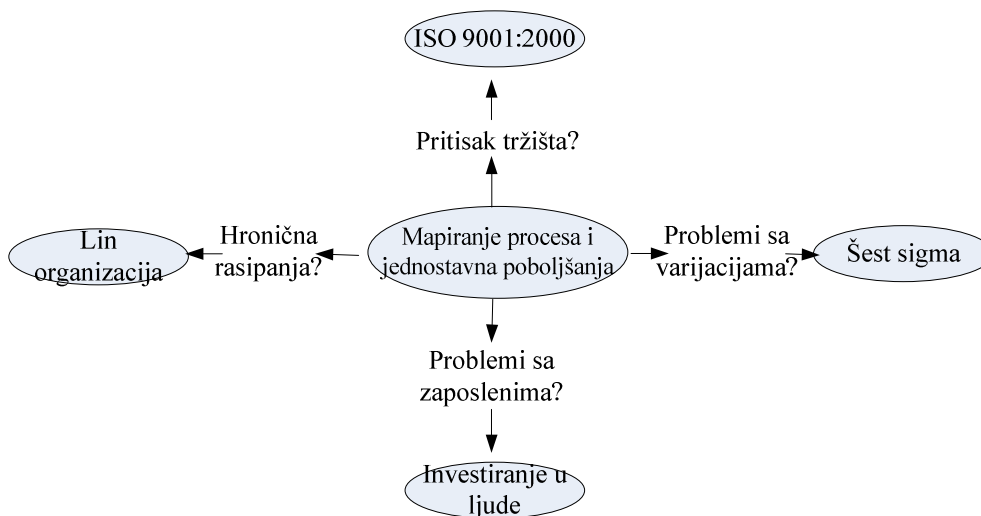 ISO 9001:2000
Pritisak tržišta?
Lin
organizacija
Hronična
rasipanja?
Mapiranje procesa i
jednostavna poboljšanja
Problemi sa
varijacijama?
Šest sigma
Problemi sa
zaposlenima?
Investiranje u
ljude